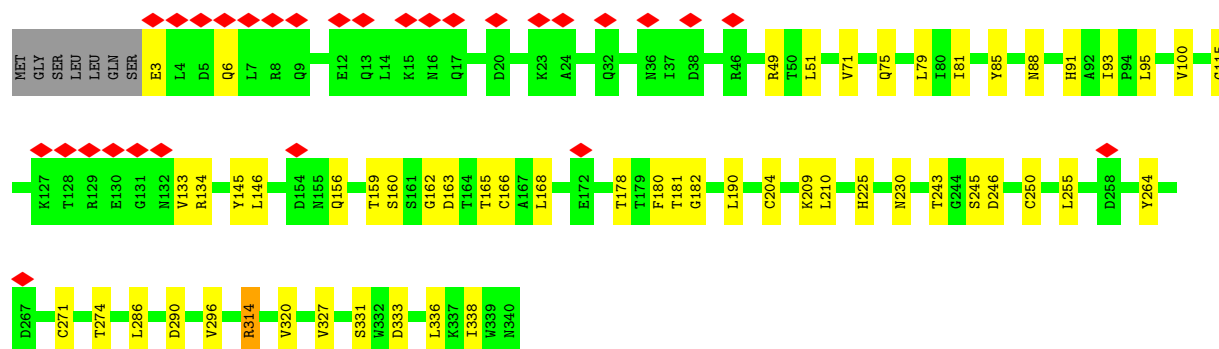 MET GLY SER LEU LEU GLN SER E3 L4 D5 Q6 L7 R8 Q9 E12 Q13 L14 K15 N16 Q17 D20 K23 A24 Q32 N36 I37 D38 R46 R49 T50 L51 V71 Q75 L79 I80 I81 Y85 N88 H91 A92 I93 P94 L95 V100
K127 T128 R129 E130 G131 N132 V133 R134 Y145 L146 D154 N155 Q156 T159 S160 S161 G162 D163 T164 T165 C166 A167 L168 E172 T178 T179 F180 T181 G182 L190 C204 K209 L210 H225 N230 T243 G244 S245 D246 C250 L255 D258 Y264
D267 C271 T274 L286 D290 V296 R314 V320 V327 S331 W332 D333 L336 K337 I338 W339 N340